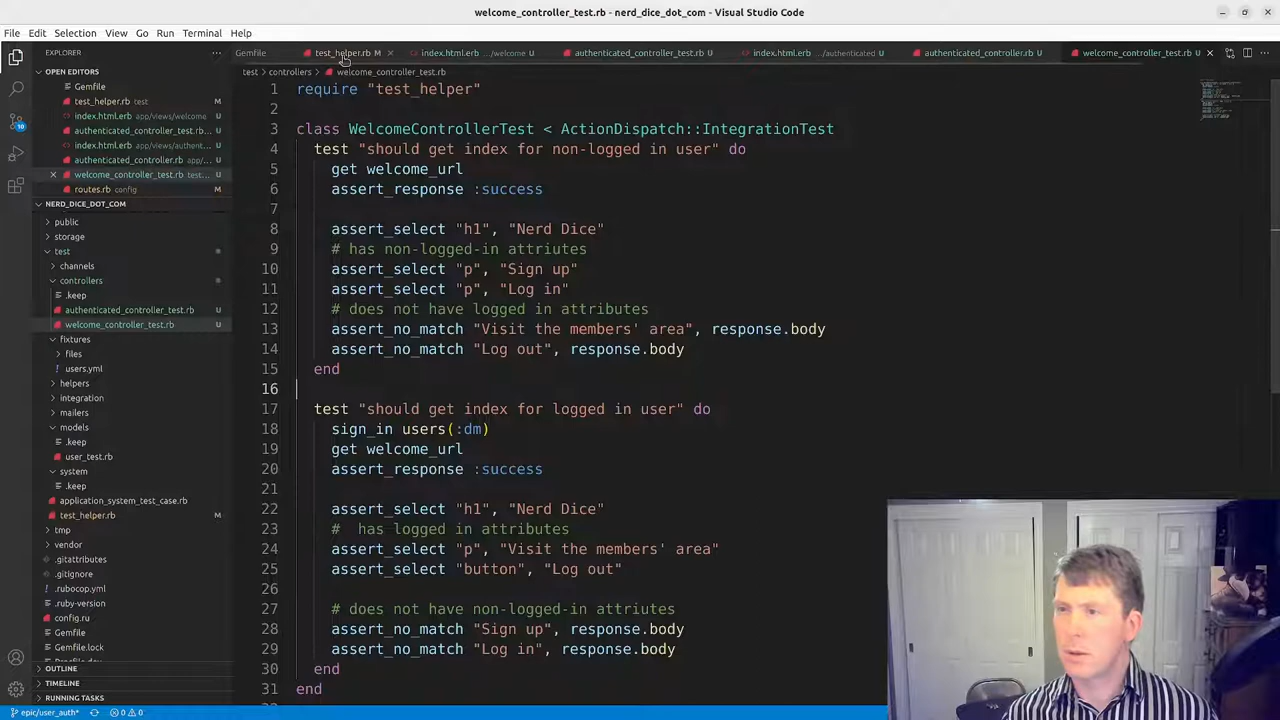 welcome_controller_test.rb - nerd_dice_dot_com - Visual Studio Code
File Edit Selection View Go Run Terminal Help
EXPLORER
OPEN EDITORS
Gemfile
test_helper.rb test M
index.html.erb app/views/welcome U
authenticated_controller_test.rb... U
index.html.erb app/views/authent... U
authenticated_controller.rb app/... U
welcome_controller_test.rb test... U
routes.rb config M
NERD_DICE_DOT_COM
public
storage
test
channels
controllers
.keep
authenticated_controller_test.rb U
welcome_controller_test.rb U
fixtures
files
users.yml U
helpers
integration
mailers
models
.keep
user_test.rb U
system
.keep
application_system_test_case.rb
test_helper.rb M
tmp
vendor
.gitattributes
.gitignore
.rubocop.yml
.ruby-version
config.ru
Gemfile
Gemfile.lock
OUTLINE
TIMELINE
RUNNING TASKS
10
Gemfile test_helper.rb M index.html.erb .../welcome U authenticated_controller_test.rb U index.html.erb .../authenticated U authenticated_controller.rb U welcome_controller_test.rb U
test > controllers > welcome_controller_test.rb
1 require "test_helper"
2
3 class WelcomeControllerTest < ActionDispatch::IntegrationTest
4 test "should get index for non-logged in user" do
5 get welcome_url
6 assert_response :success
7
8 assert_select "h1", "Nerd Dice"
9 # has non-logged-in attriutes
10 assert_select "p", "Sign up"
11 assert_select "p", "Log in"
12 # does not have logged in attributes
13 assert_no_match "Visit the members' area", response.body
14 assert_no_match "Log out", response.body
15 end
16
17 test "should get index for logged in user" do
18 sign_in users(:dm)
19 get welcome_url
20 assert_response :success
21
22 assert_select "h1", "Nerd Dice"
23 #  has logged in attributes
24 assert_select "p", "Visit the members' area"
25 assert_select "button", "Log out"
26
27 # does not have non-logged-in attriutes
28 assert_no_match "Sign up", response.body
29 assert_no_match "Log in", response.body
30 end
31 end
epic/user_auth* 0 0